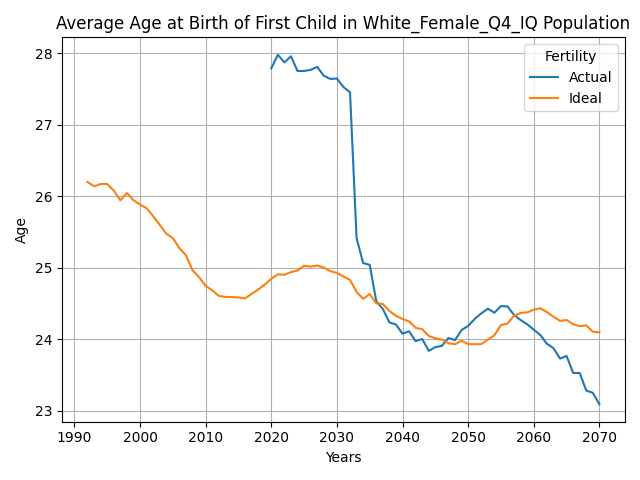 Average Age at Birth of First Child in White_Female_Q4_IQ Population
Fertility
Actual
Ideal
Age
28
27
26
25
24
23
1990
2000
2010
2020
2030
2040
2050
2060
2070
Years